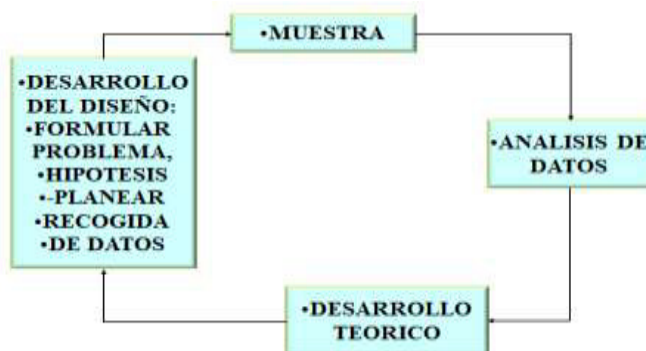 •MUESTRA
•DESARROLLO
DEL DISEÑO:
•FORMULAR
PROBLEMA,
•HIPOTESIS
•-PLANEAR
•RECOGIDA
•DE DATOS
•ANALISIS DE
DATOS
•DESARROLLO
TEORICO